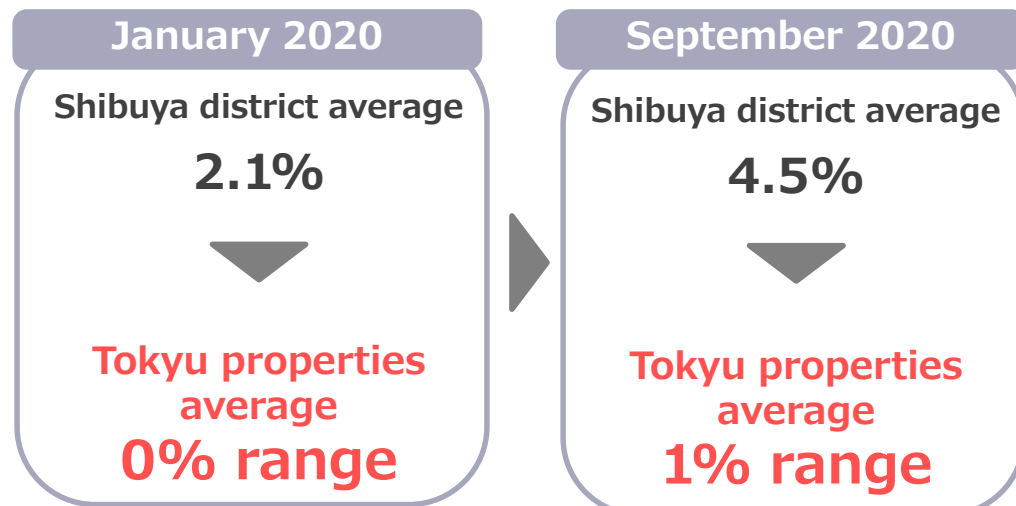 January 2020
Shibuya district average
2.1%
Tokyu properties
average
0% range
September 2020
Shibuya district average
4.5%
Tokyu properties
average
1% range